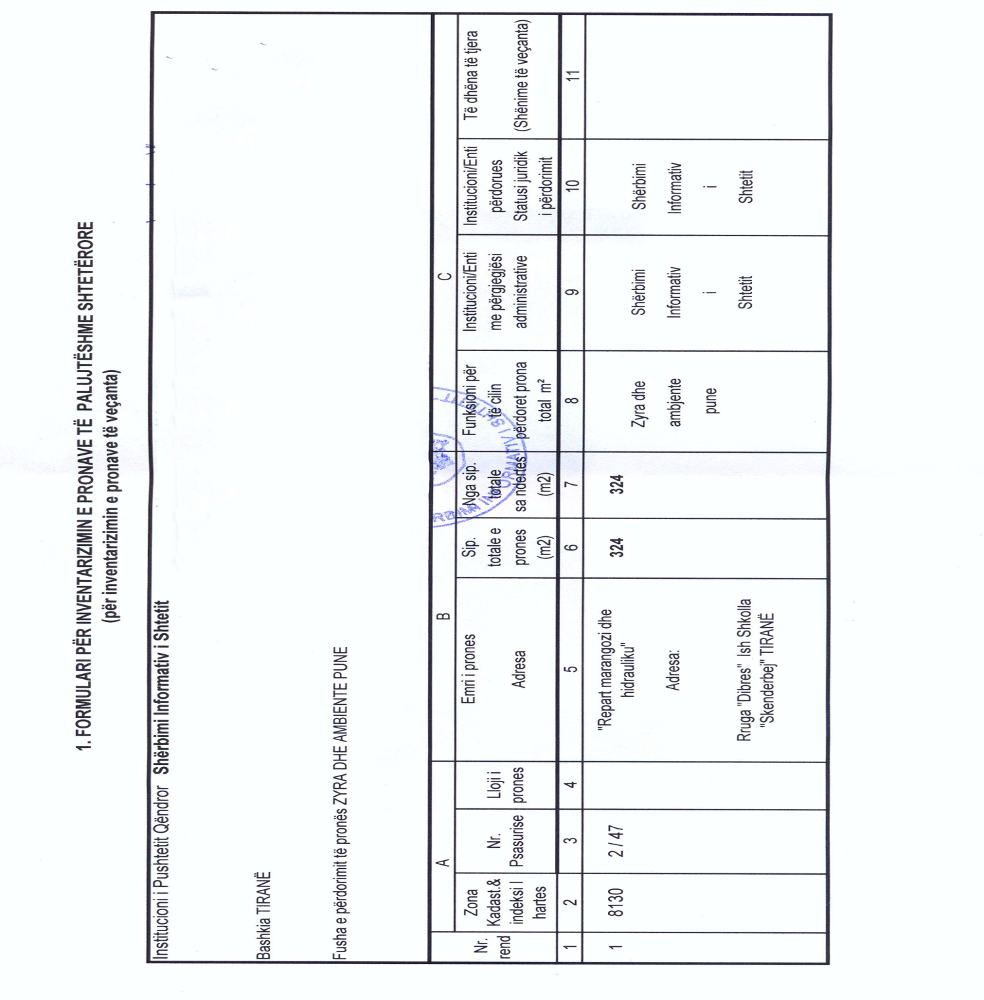 1. FORMULARI PËR INVENTARIZIMIN E PRONAVE TË PALUJTËSHME SHTETËRORE
(për inventarizimin e pronave të veçanta)
Institucioni i Pushtetit Qëndror Shërbimi Informativ i Shtetit
Bashkia TIRANË
Fusha e përdorimit të pronës ZYRA DHE AMBIENTE PUNE
A B C
Nr.
rend
Zona
Kadast.&
indeksi I
hartes
Nr.
Psasurise
Lloji i
prones
Emri i prones
Adresa
Sip.
totale e
prones
(m2)
Nga sip.
totale
sa ndertes
(m2)
Funksioni për
të cilin
përdoret prona
total m²
Institucioni/Enti
me përgjegjësi
administrative
Institucioni/Enti
përdorues
Statusi juridik
i përdorimit
Të dhëna të tjera
(Shënime të veçanta)
1 2 3 4 5 6 7 8 9 10 11
1
8130
2 / 47
"Repart marangozi dhe
hidrauliku"
Adresa:
Rruga "Dibres" Ish Shkolla
"Skenderbej" TIRANË
324
324
Zyra dhe
ambjente
pune
Shërbimi
Informativ
i
Shtetit
Shërbimi
Informativ
i
Shtetit
RBIMI INFORMATIV I SHTETIT